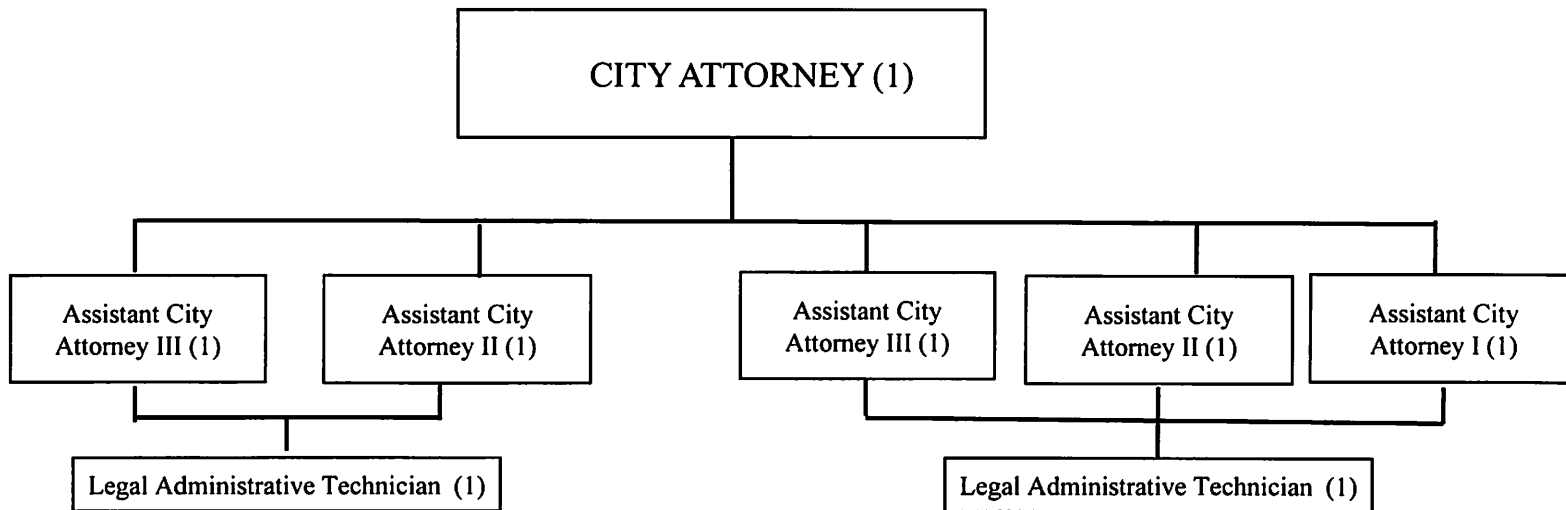 CITY ATTORNEY (1)
Assistant City
Attorney III (1)
Assistant City
Attorney II (1)
Assistant City
Attorney III (1)
Assistant City
Attorney II (1)
Assistant City
Attorney I (1)
Legal Administrative Technician (1)
Legal Administrative Technician (1)